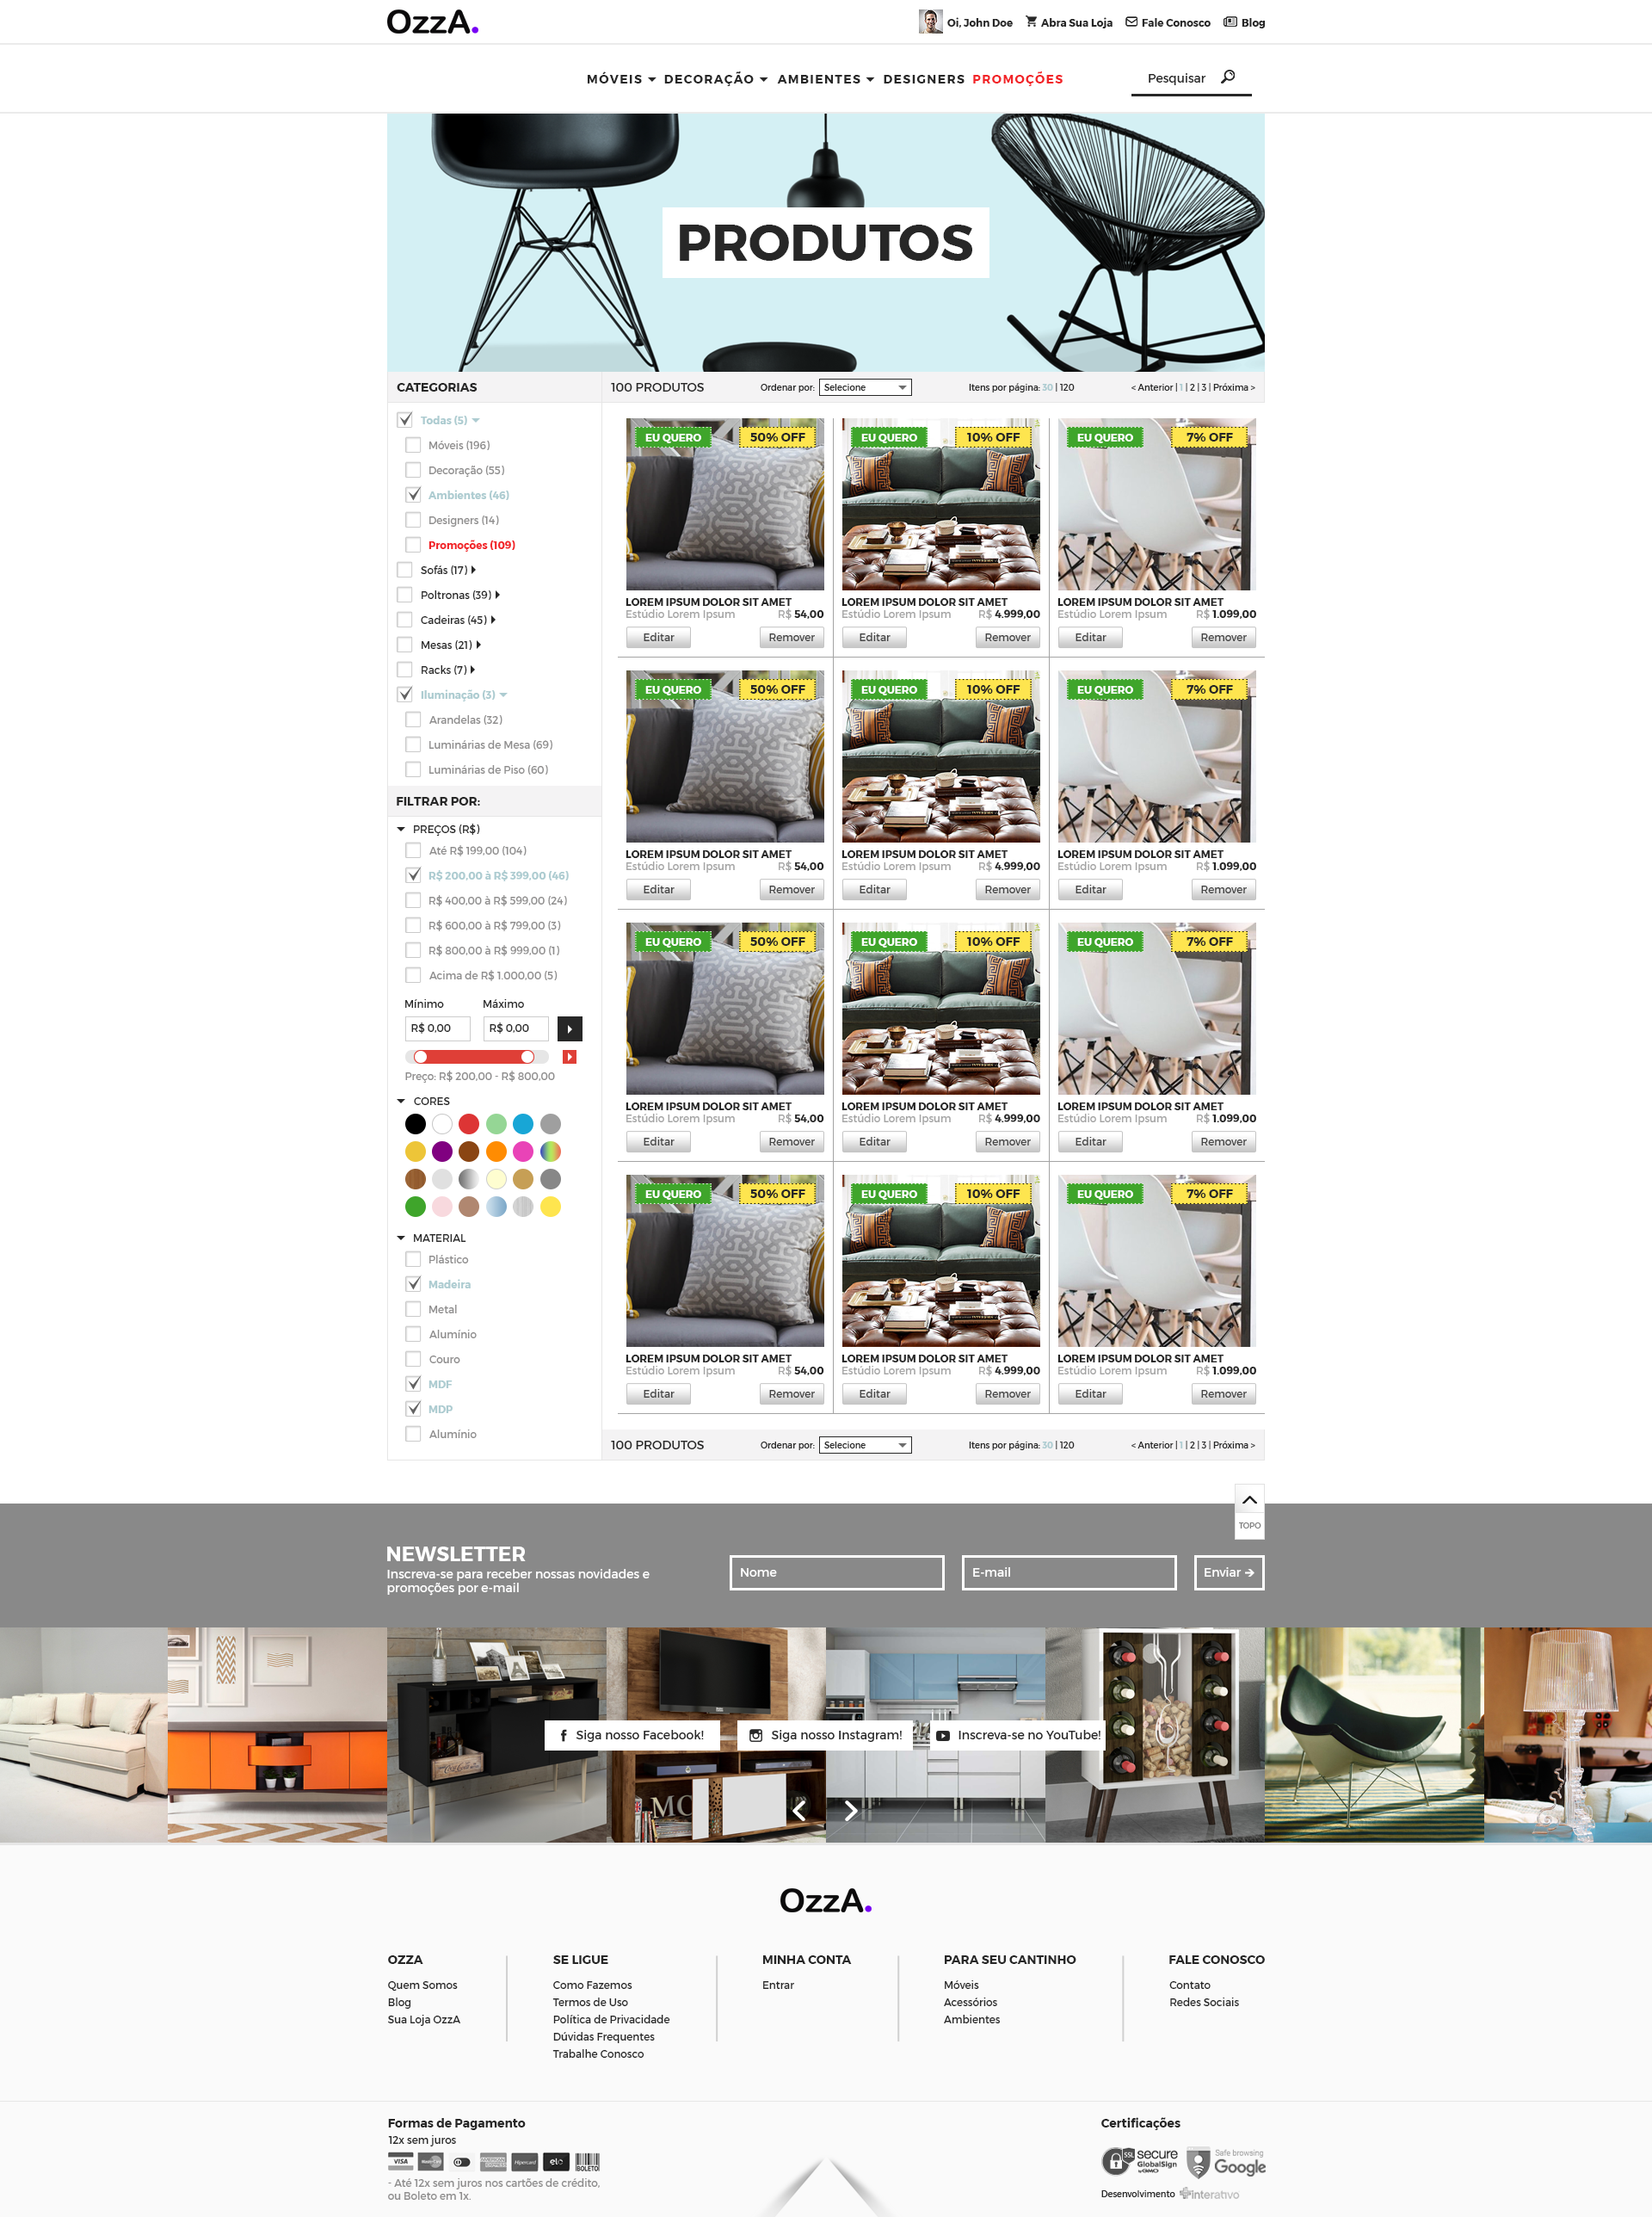 OzzA.
Oi, John Doe Abra Sua Loja Fale Conosco Blog
MÓVEIS DECORAÇÃO AMBIENTES DESIGNERS PROMOÇÕES Pesquisar
PRODUTOS
CATEGORIAS
100 PRODUTOS Ordenar por: Selecione Itens por página: 30 | 120 < Anterior | 1 | 2 | 3 | Próxima >
Todas (5)
Móveis (196)
Decoração (55)
Ambientes (46)
Designers (14)
Promoções (109)
Sofás (17)
Poltronas (39)
Cadeiras (45)
Mesas (21)
Racks (7)
Iluminação (3)
Arandelas (32)
Luminárias de Mesa (69)
Luminárias de Piso (60)
FILTRAR POR:
PREÇOS (R$)
Até R$ 199,00 (104)
R$ 200,00 à R$ 399,00 (46)
R$ 400,00 à R$ 599,00 (24)
R$ 600,00 à R$ 799,00 (3)
R$ 800,00 à R$ 999,00 (1)
Acima de R$ 1.000,00 (5)
Mínimo Máximo
R$ 0,00 R$ 0,00
Preço: R$ 200,00 - R$ 800,00
CORES
MATERIAL
Plástico
Madeira
Metal
Alumínio
Couro
MDF
MDP
Alumínio
EU QUERO 50% OFF EU QUERO 10% OFF EU QUERO 7% OFF
LOREM IPSUM DOLOR SIT AMET LOREM IPSUM DOLOR SIT AMET LOREM IPSUM DOLOR SIT AMET
Estúdio Lorem Ipsum R$ 54,00 Estúdio Lorem Ipsum R$ 4.999,00 Estúdio Lorem Ipsum R$ 1.099,00
Editar Remover Editar Remover Editar Remover
EU QUERO 50% OFF EU QUERO 10% OFF EU QUERO 7% OFF
LOREM IPSUM DOLOR SIT AMET LOREM IPSUM DOLOR SIT AMET LOREM IPSUM DOLOR SIT AMET
Estúdio Lorem Ipsum R$ 54,00 Estúdio Lorem Ipsum R$ 4.999,00 Estúdio Lorem Ipsum R$ 1.099,00
Editar Remover Editar Remover Editar Remover
EU QUERO 50% OFF EU QUERO 10% OFF EU QUERO 7% OFF
LOREM IPSUM DOLOR SIT AMET LOREM IPSUM DOLOR SIT AMET LOREM IPSUM DOLOR SIT AMET
Estúdio Lorem Ipsum R$ 54,00 Estúdio Lorem Ipsum R$ 4.999,00 Estúdio Lorem Ipsum R$ 1.099,00
Editar Remover Editar Remover Editar Remover
EU QUERO 50% OFF EU QUERO 10% OFF EU QUERO 7% OFF
LOREM IPSUM DOLOR SIT AMET LOREM IPSUM DOLOR SIT AMET LOREM IPSUM DOLOR SIT AMET
Estúdio Lorem Ipsum R$ 54,00 Estúdio Lorem Ipsum R$ 4.999,00 Estúdio Lorem Ipsum R$ 1.099,00
Editar Remover Editar Remover Editar Remover
100 PRODUTOS Ordenar por: Selecione Itens por página: 30 | 120 < Anterior | 1 | 2 | 3 | Próxima >
TOPO
NEWSLETTER
Inscreva-se para receber nossas novidades e
promoções por e-mail
Nome E-mail Enviar
Siga nosso Facebook! Siga nosso Instagram! Inscreva-se no YouTube!
OzzA.
OZZA
Quem Somos
Blog
Sua Loja OzzA
SE LIGUE
Como Fazemos
Termos de Uso
Política de Privacidade
Dúvidas Frequentes
Trabalhe Conosco
MINHA CONTA
Entrar
PARA SEU CANTINHO
Móveis
Acessórios
Ambientes
FALE CONOSCO
Contato
Redes Sociais
Formas de Pagamento
12x sem juros
VISA MasterCard Hipercard elo BOLETO
- Até 12x sem juros nos cartões de crédito,
ou Boleto em 1x.
Certificações
SSL secure GlobalSign by GMO Safe browsing Google
Desenvolvimento interativo